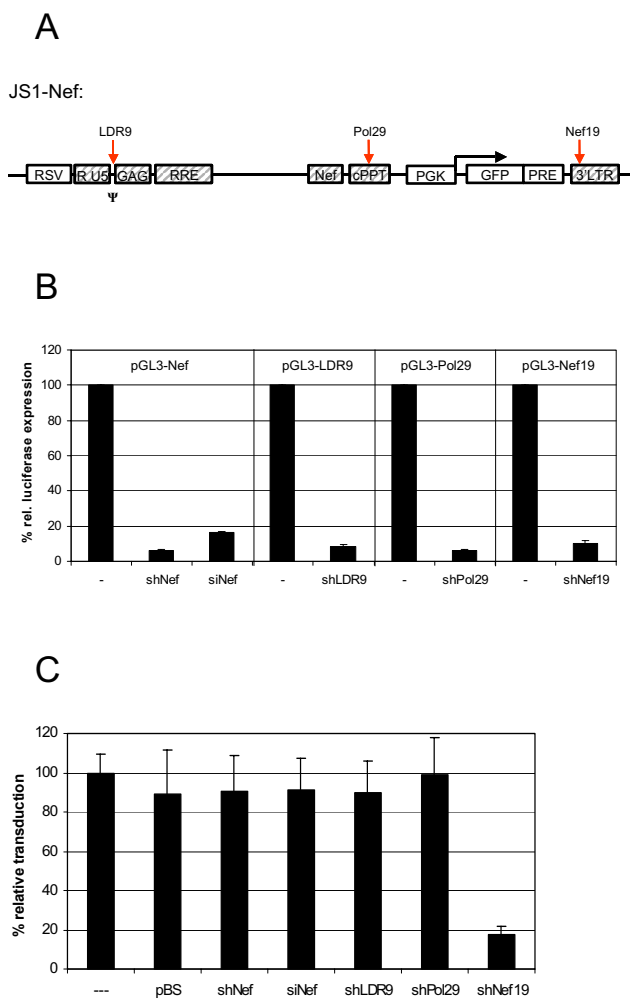 A
JS1-Nef:
LDR9 Pol29 Nef19
RSV R U5 GAG RRE Nef cPPT PGK GFP PRE 3'LTR
Ψ
B
120
100
80
60
40
20
0
% rel. luciferase expression
pGL3-Nef pGL3-LDR9 pGL3-Pol29 pGL3-Nef19
- shNef siNef - shLDR9 - shPol29 - shNef19
C
120
100
80
60
40
20
0
% relative transduction
--- pBS shNef siNef shLDR9 shPol29 shNef19